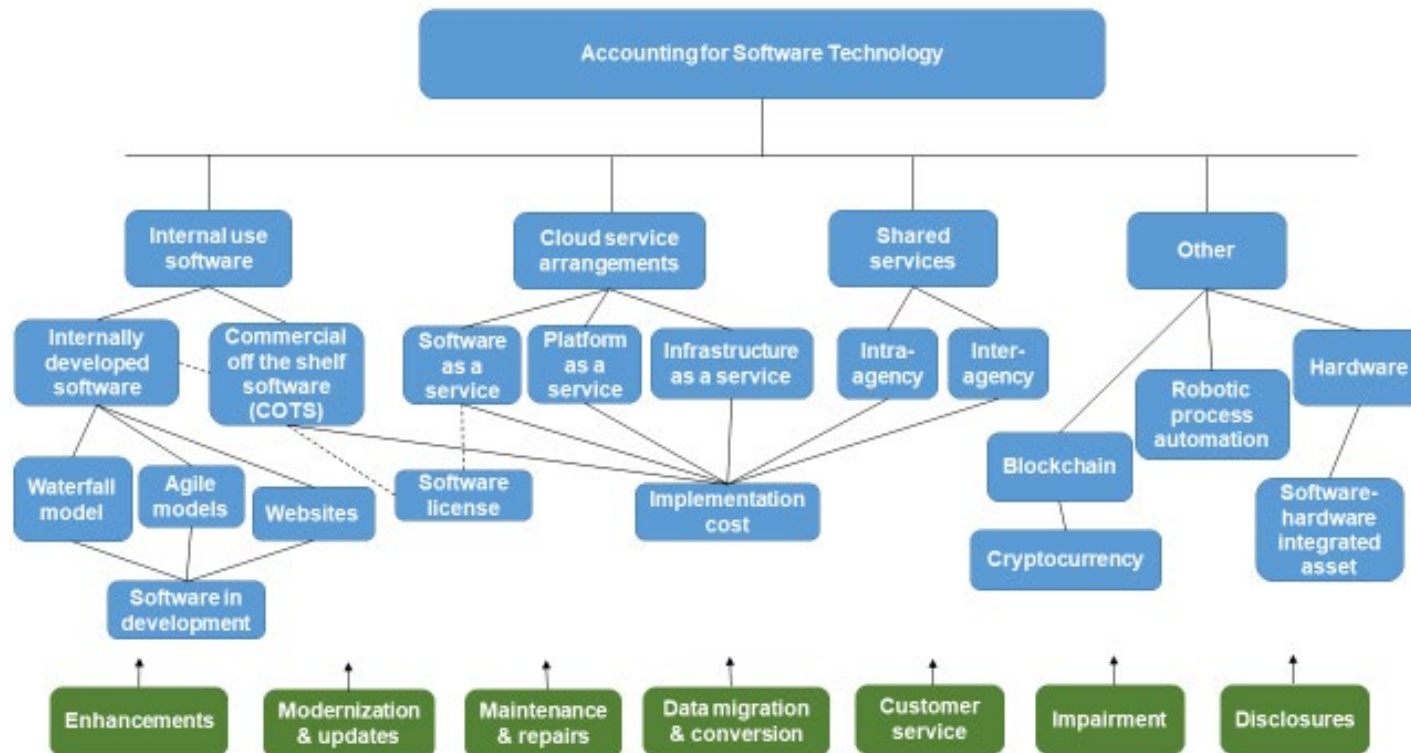 Accounting for Software Technology
Internal use
software
Cloud service
arrangements
Shared
services
Other
Internally
developed
software
Commercial
off the shelf
software
(COTS)
Software
as a
service
Platform
as a
service
Infrastructure
as a service
Intra-
agency
Inter-
agency
Hardware
Robotic
process
automation
Blockchain
Waterfall
model
Agile
models
Websites
Software
license
Implementation
cost
Software-
hardware
integrated
asset
Cryptocurrency
Software in
development
Enhancements
Modernization
& updates
Maintenance
& repairs
Data migration
& conversion
Customer
service
Impairment
Disclosures